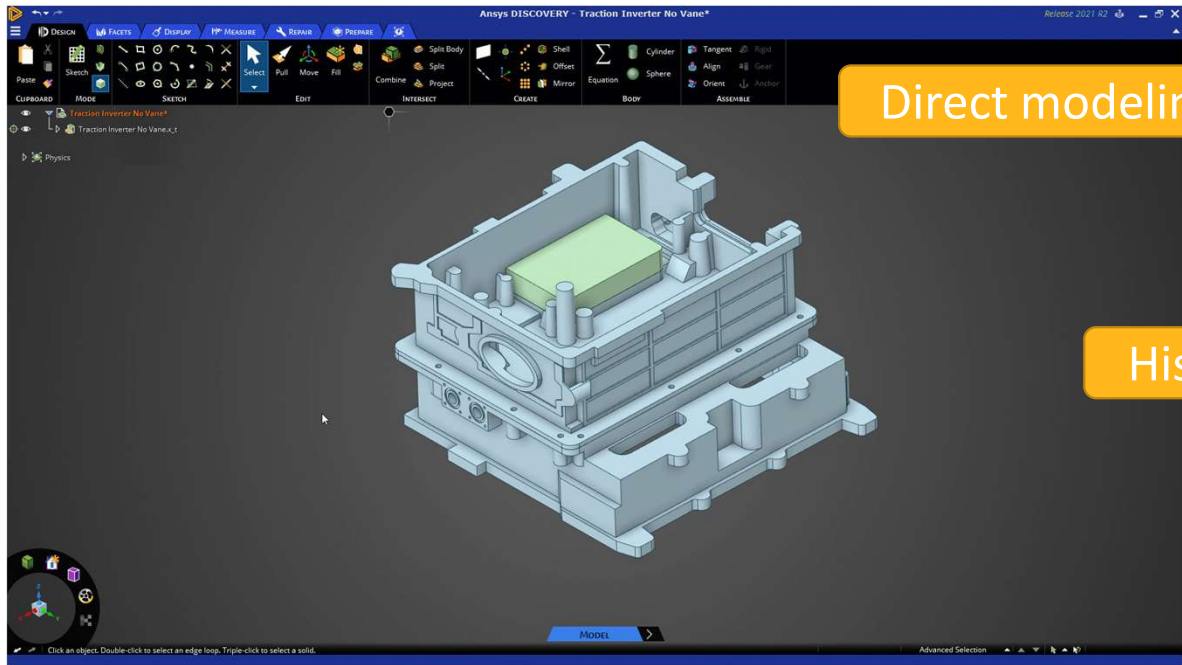 Ansys DISCOVERY - Traction Inverter No Vane*
Release 2021 R2
DESIGN
FACETS
DISPLAY
MEASURE
REPAIR
PREPARE
Paste
Sketch
Select
Pull
Move
Fill
Combine
Split Body
Split
Project
Shell
Offset
Mirror
Equation
Cylinder
Sphere
Tangent
Align
Orient
Rigid
Gear
Anchor
CLIPBOARD
MODE
SKETCH
EDIT
INTERSECT
CREATE
BODY
ASSEMBLE
Traction Inverter No Vane*
Traction Inverter No Vane.x_t
Physics
Direct modelin
His
Z
X
Y
MODEL
Click an object. Double-click to select an edge loop. Triple-click to select a solid.
Advanced Selection